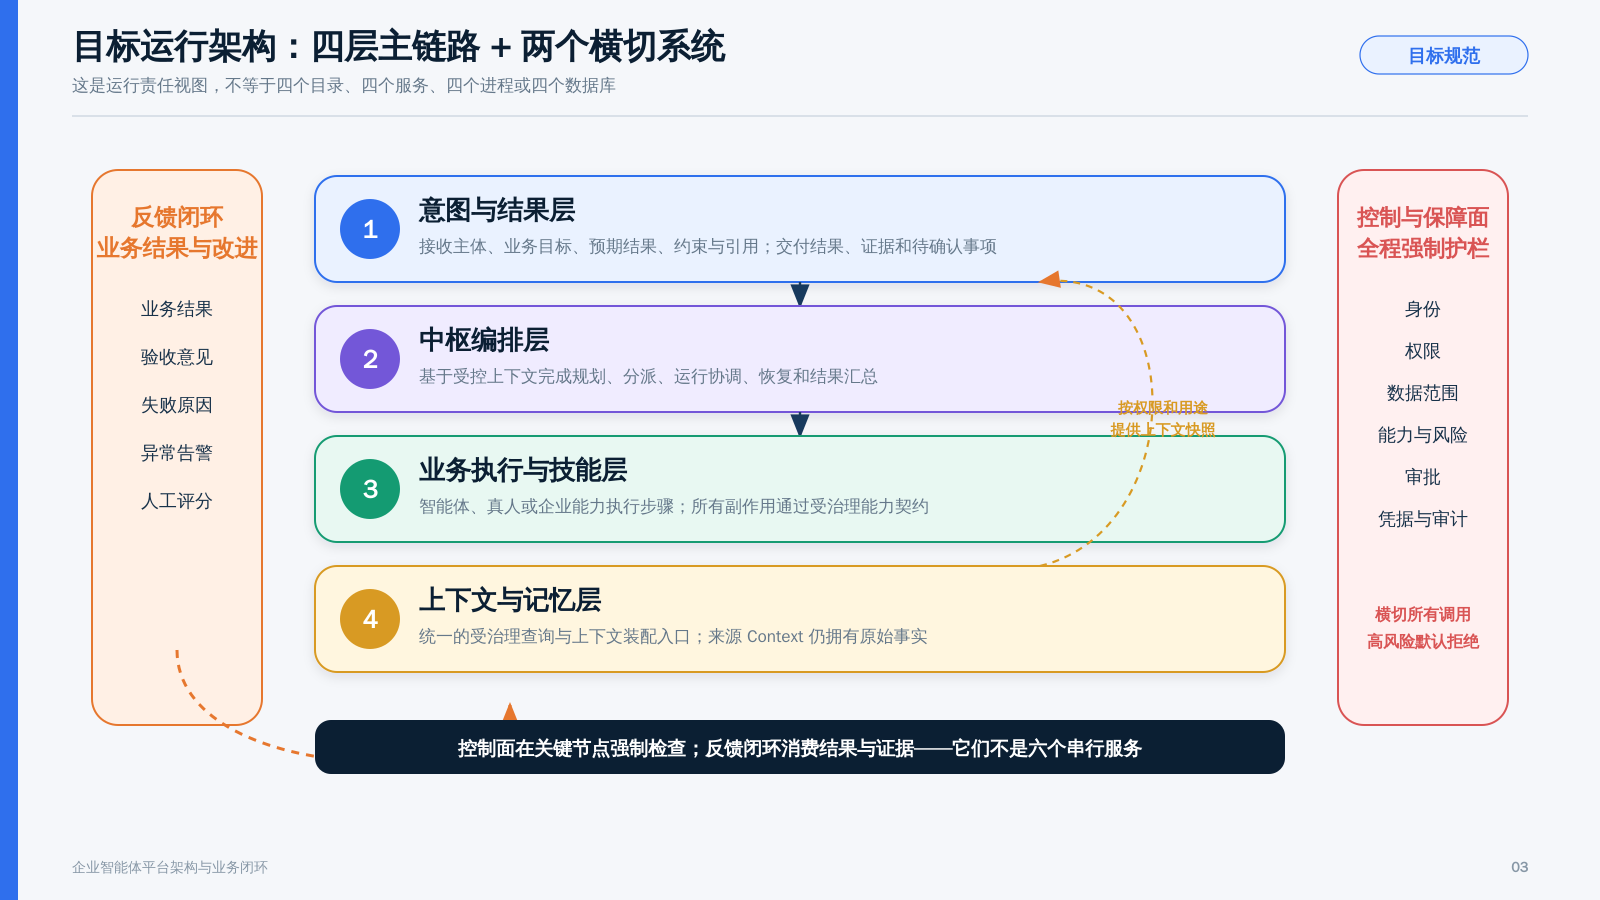 目标运行架构：四层主链路 + 两个横切系统
这是运行责任视图，不等于四个目录、四个服务、四个进程或四个数据库
目标规范
反馈闭环
业务结果与改进
业务结果
验收意见
失败原因
异常告警
人工评分
1
意图与结果层
接收主体、业务目标、预期结果、约束与引用；交付结果、证据和待确认事项
2
中枢编排层
基于受控上下文完成规划、分派、运行协调、恢复和结果汇总
按权限和用途
提供上下文快照
3
业务执行与技能层
智能体、真人或企业能力执行步骤；所有副作用通过受治理能力契约
4
上下文与记忆层
统一的受治理查询与上下文装配入口；来源 Context 仍拥有原始事实
控制与保障面
全程强制护栏
身份
权限
数据范围
能力与风险
审批
凭据与审计
横切所有调用
高风险默认拒绝
控制面在关键节点强制检查；反馈闭环消费结果与证据——它们不是六个串行服务
企业智能体平台架构与业务闭环
03